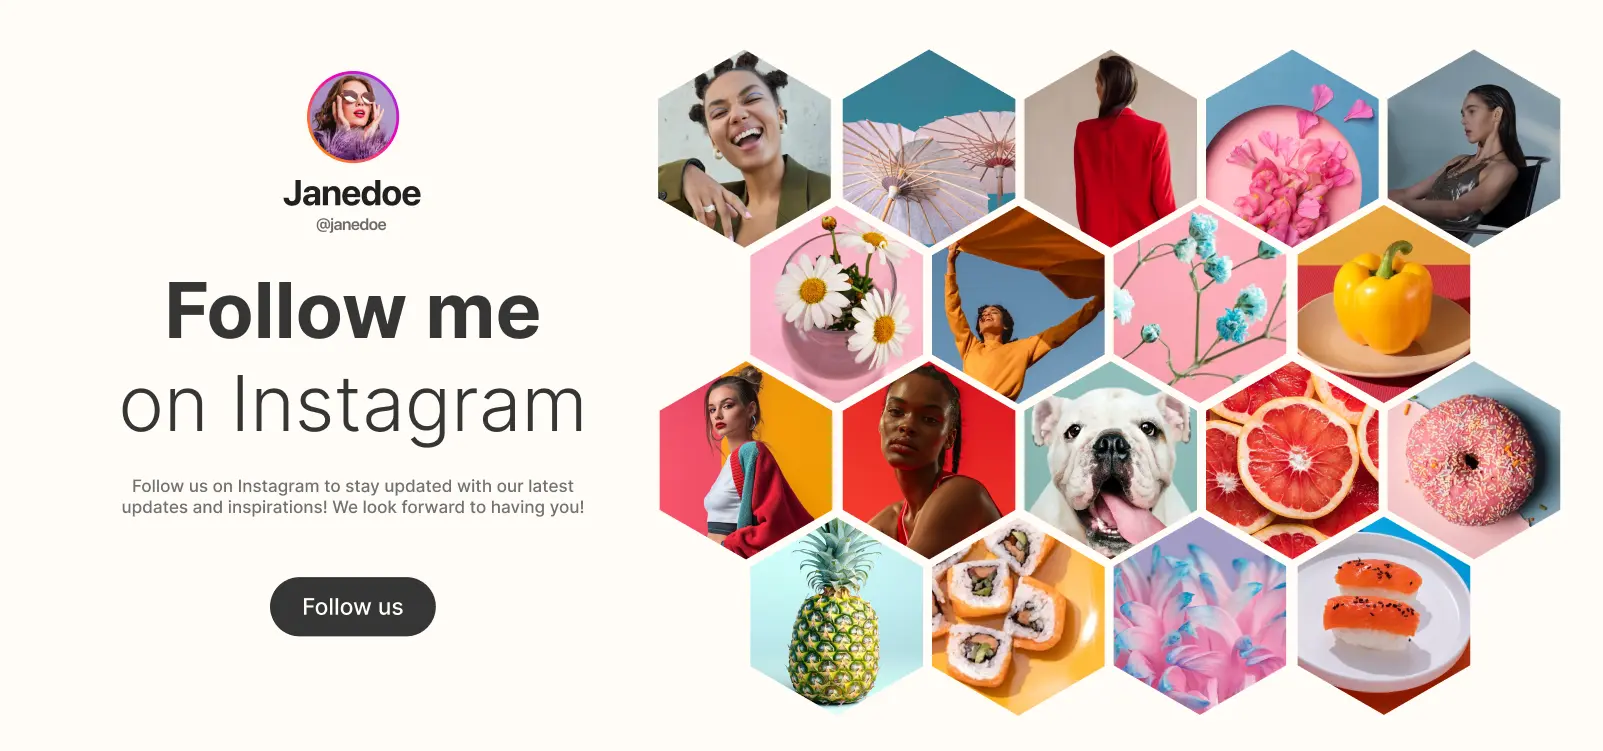 Janedoe
@janedoe
Follow me
on Instagram
Follow us on Instagram to stay updated with our latest
updates and inspirations! We look forward to having you!
Follow us